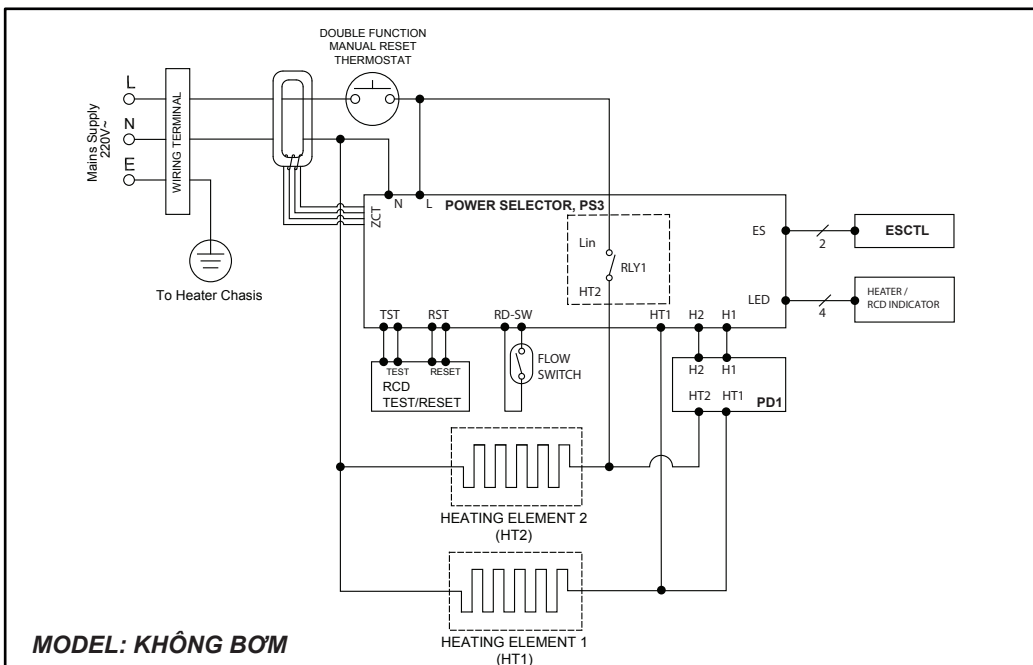 DOUBLE FUNCTION
MANUAL RESET
THERMOSTAT
Mains Supply
220V~
L
N
E
WIRING TERMINAL
To Heater Chasis
ZCT
N
L
POWER SELECTOR, PS3
Lin
RLY1
HT2
ES
2
ESCTL
LED
4
HEATER /
RCD INDICATOR
TST
RST
RD-SW
HT1
H2
H1
TEST
RESET
RCD
TEST/RESET
FLOW
SWITCH
H2
H1
HT2
HT1
PD1
HEATING ELEMENT 2
(HT2)
HEATING ELEMENT 1
(HT1)
MODEL: KHÔNG BƠM